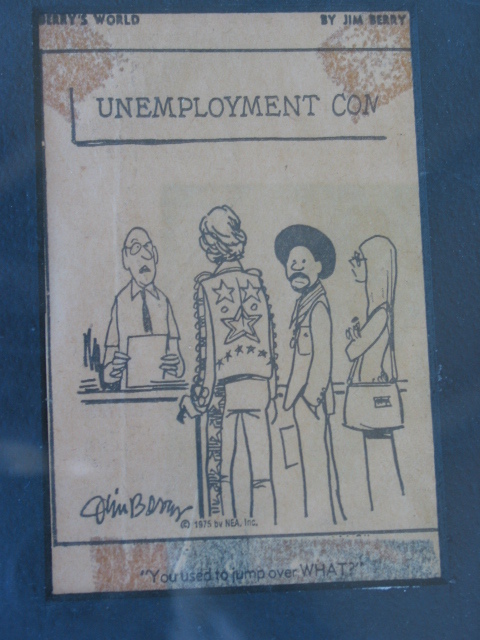 BERRY'S WORLD BY JIM BERRY
UNEMPLOYMENT COM
Jim Berry
© 1975 by NEA, Inc.
"You used to jump over WHAT?"